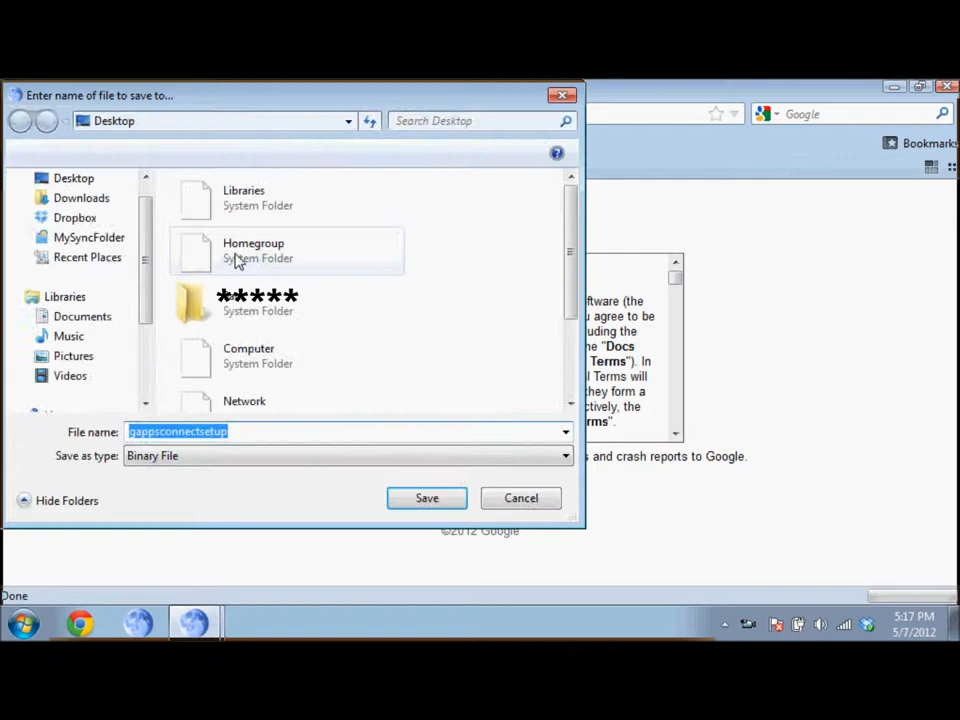 Enter name of file to save to...
Desktop
Search Desktop
Google
Bookmarks
Desktop
Downloads
Dropbox
MySyncFolder
Recent Places
Libraries
Documents
Music
Pictures
Videos
Libraries
System Folder
Homegroup
System Folder
*****
System Folder
Computer
System Folder
Network
File name: gappsconnectsetup
Save as type: Binary File
Hide Folders
Save
Cancel
ftware (the
u agree to be
luding the
he "Docs
Terms"). In
l Terms will
they form a
ctively, the
rms".
s and crash reports to Google.
©2012 Google
Done
5:17 PM
5/7/2012